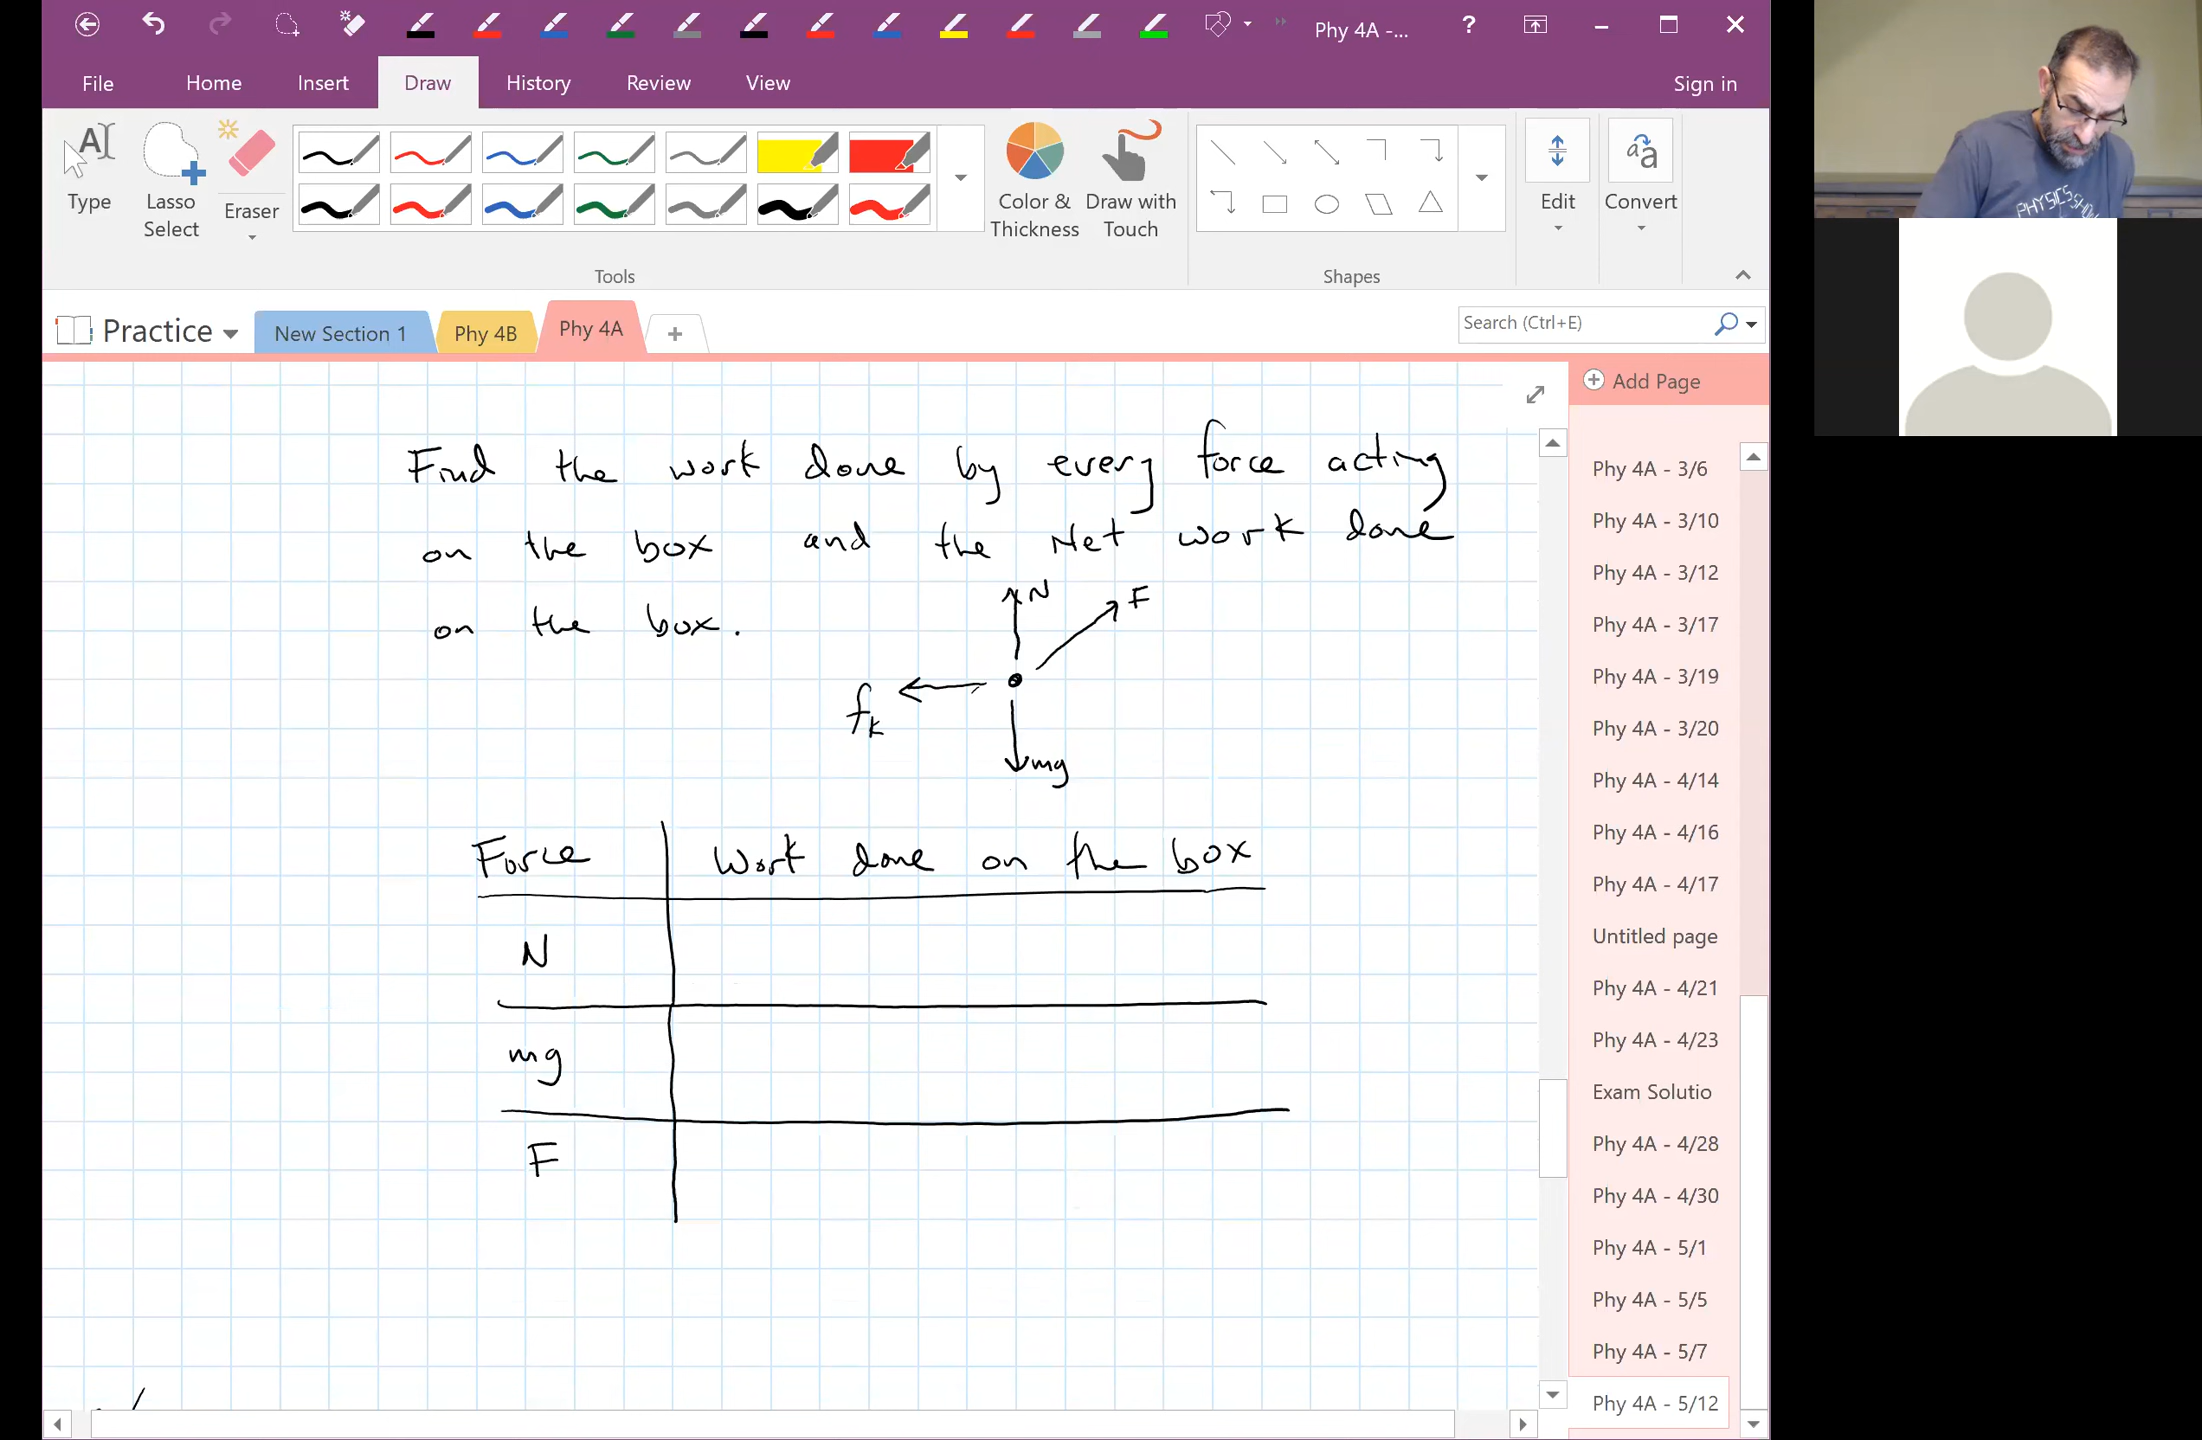 Phy 4A -...
?
File
Home
Insert
Draw
History
Review
View
Sign in
Type
Lasso Select
Eraser
Color & Thickness
Draw with Touch
Edit
Convert
Tools
Shapes
Practice
New Section 1
Phy 4B
Phy 4A
+
Search (Ctrl+E)
Add Page
Phy 4A - 3/6
Phy 4A - 3/10
Phy 4A - 3/12
Phy 4A - 3/17
Phy 4A - 3/19
Phy 4A - 3/20
Phy 4A - 4/14
Phy 4A - 4/16
Phy 4A - 4/17
Untitled page
Phy 4A - 4/21
Phy 4A - 4/23
Exam Solutio
Phy 4A - 4/28
Phy 4A - 4/30
Phy 4A - 5/1
Phy 4A - 5/5
Phy 4A - 5/7
Phy 4A - 5/12
Find the work done by every force acting
on the box and the Net work done
on the box.
N
F
fk
mg
Force Work done on the box
N
mg
F
PHYSICS SHOW